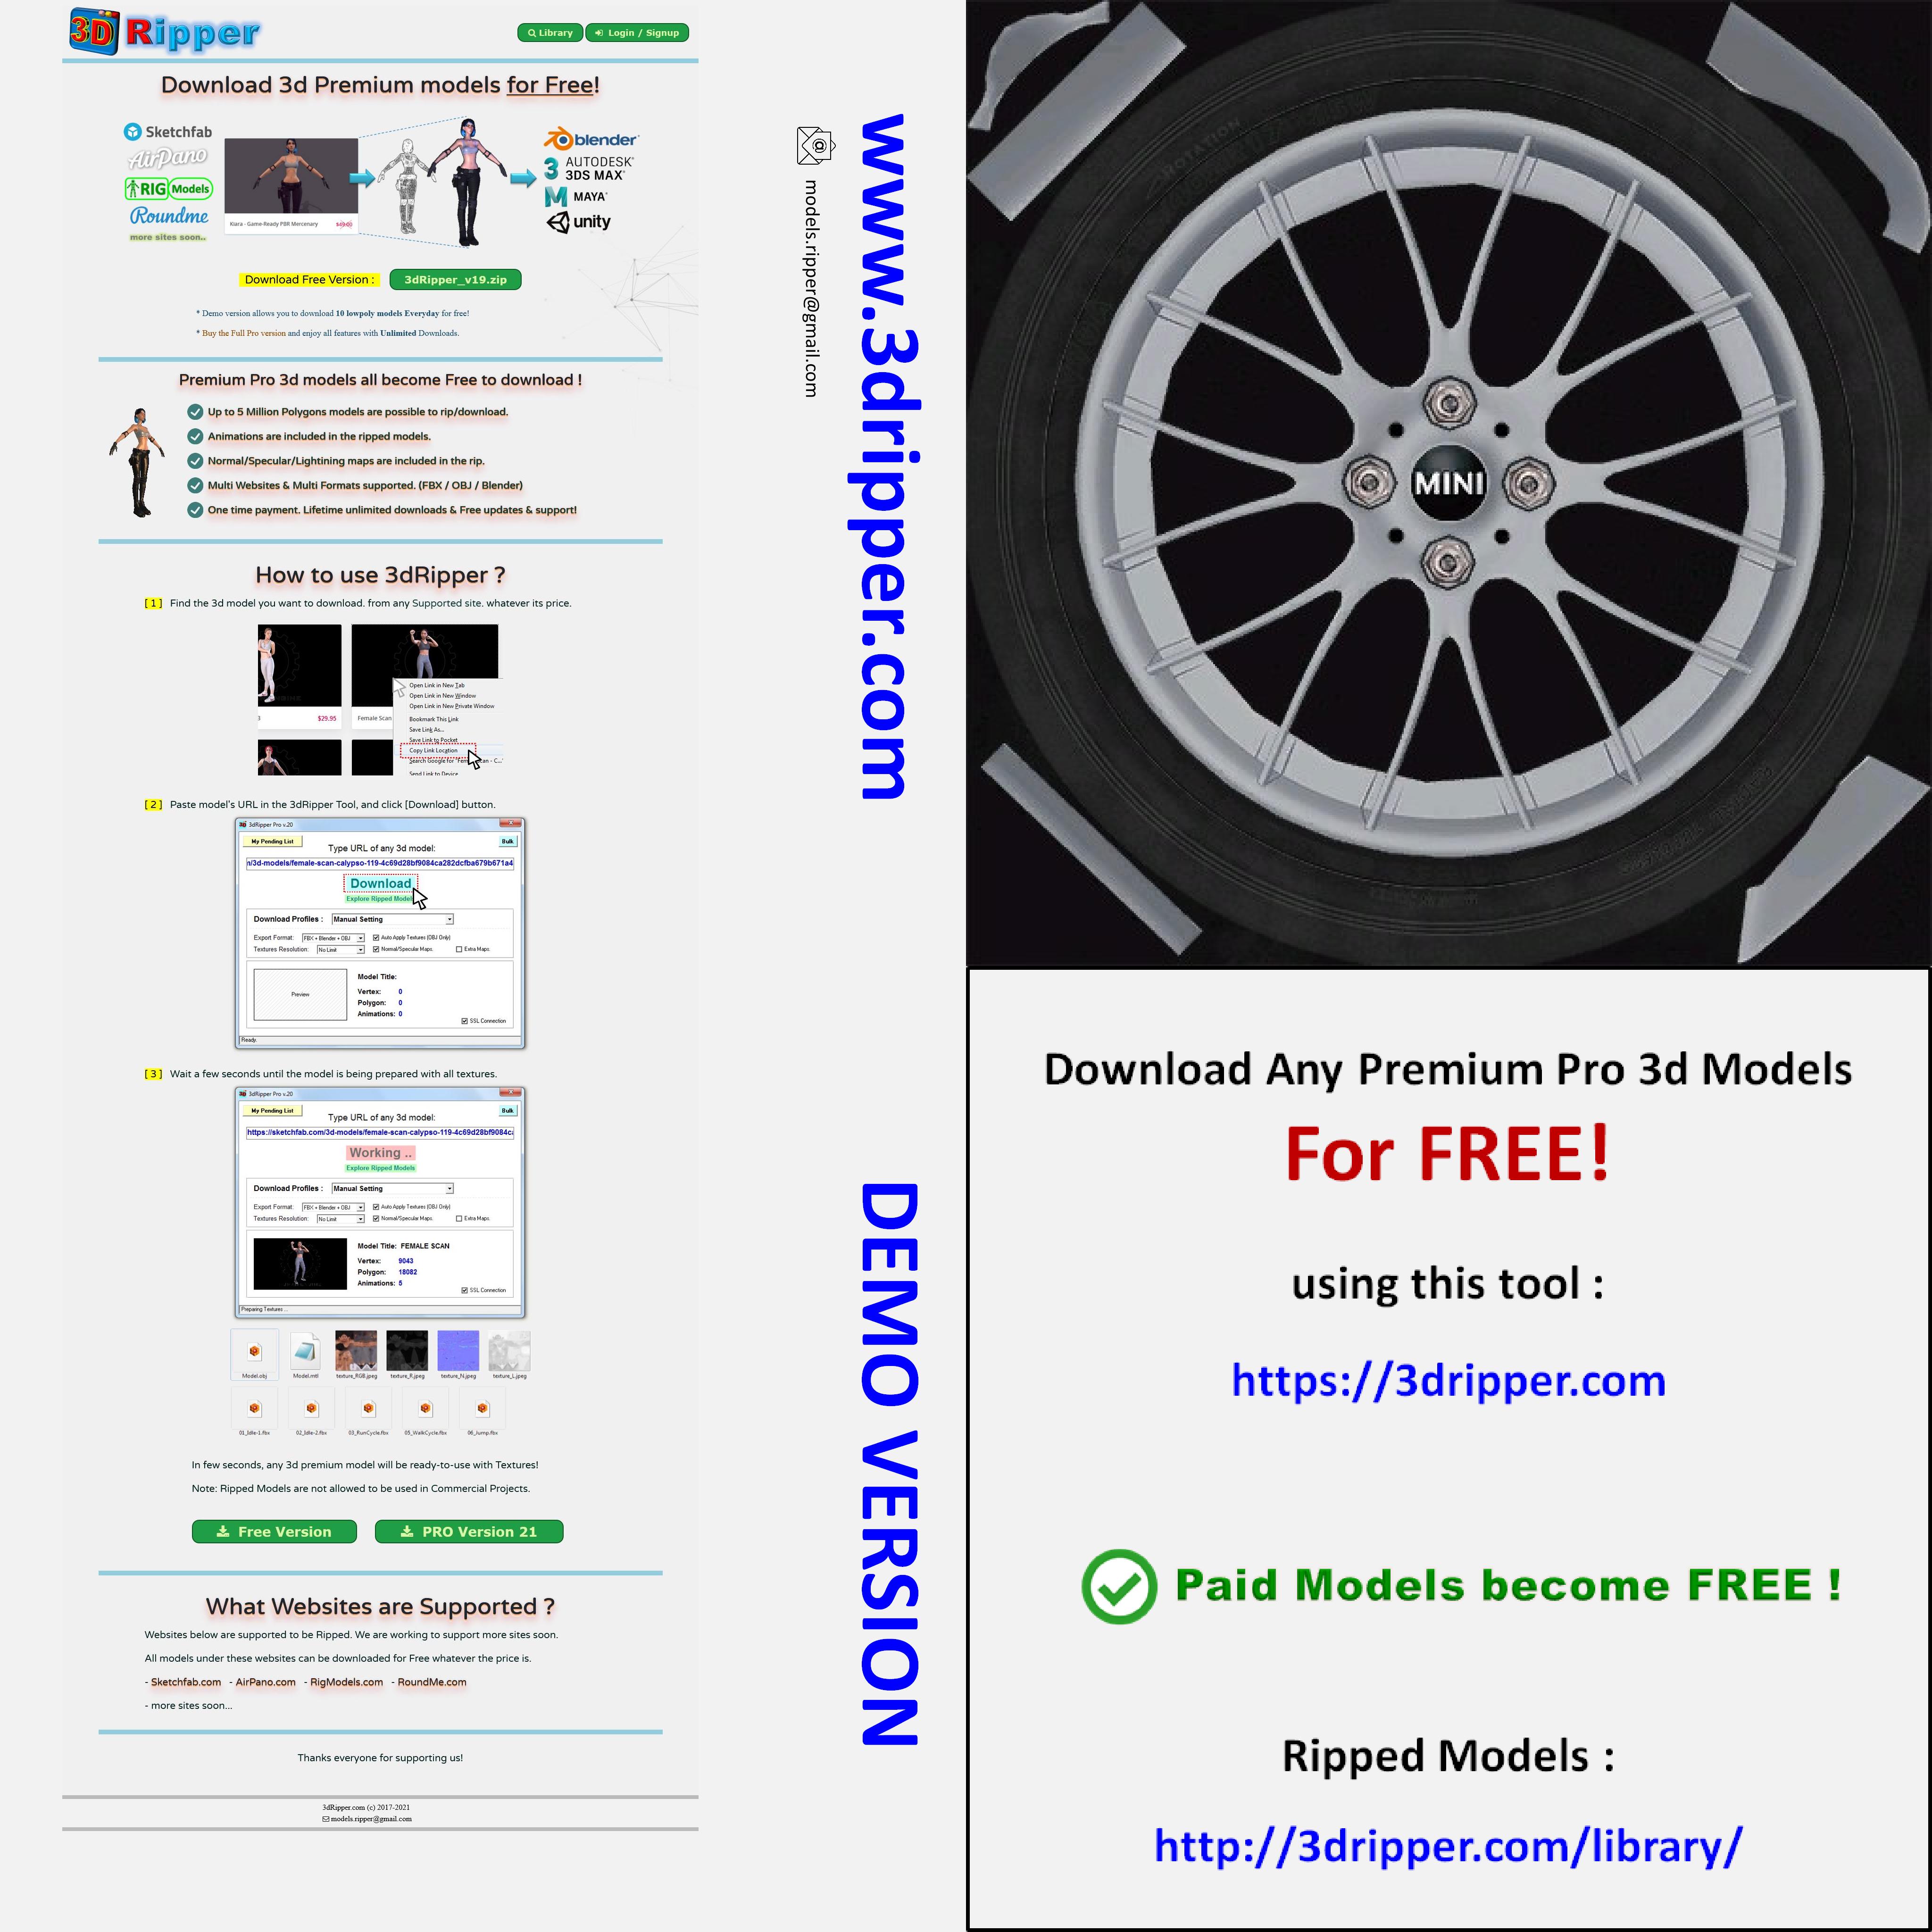 3D Ripper
Library
Login / Signup
Download 3d Premium models for Free!
Sketchfab
AirPano
RIG Models
Roundme
more sites soon..
Kiara - Game-Ready PBR Mercenary
blender
AUTODESK
3DS MAX
MAYA
unity
Download Free Version :
3dRipper_v19.zip
* Demo version allows you to download 10 lowpoly models Everyday for free!
* Buy the Full Pro version and enjoy all features with Unlimited Downloads.
Premium Pro 3d models all become Free to download !
Up to 5 Million Polygons models are possible to rip/download.
Animations are included in the ripped models.
Normal/Specular/Lightining maps are included in the rip.
Multi Websites & Multi Formats supported. (FBX / OBJ / Blender)
One time payment. Lifetime unlimited downloads & Free updates & support!
How to use 3dRipper ?
[ 1 ] Find the 3d model you want to download. from any Supported site. whatever its price.
$29.95
Female Scan
Open Link in New Tab
Open Link in New Window
Open Link in New Private Window
Bookmark This Link
Save Link As...
Save Link to Pocket
Copy Link Location
Search Google for "Fem
Send Link to Device
[ 2 ] Paste model's URL in the 3dRipper Tool, and click [Download] button.
3dRipper Pro v.20
My Pending List
Bulk
Type URL of any 3d model:
n/3d-models/female-scan-calypso-119-4c69d28bf9084ca282dcfba679b671a4
Download
Explore Ripped Models
Download Profiles : Manual Setting
Export Format: FBX + Blender + OBJ Auto Apply Textures (OBJ Only)
Textures Resolution: No Limit Normal/Specular Maps Extra Maps
Preview
Model Title:
Vertex: 0
Polygon: 0
Animations: 0
SSL Connection
Ready.
[ 3 ] Wait a few seconds until the model is being prepared with all textures.
3dRipper Pro v.20
My Pending List
Bulk
Type URL of any 3d model:
https://sketchfab.com/3d-models/female-scan-calypso-119-4c69d28bf9084c
Working ..
Explore Ripped Models
Download Profiles : Manual Setting
Export Format: FBX + Blender + OBJ Auto Apply Textures (OBJ Only)
Textures Resolution: No Limit Normal/Specular Maps Extra Maps
Model Title: FEMALE SCAN
Vertex: 9043
Polygon: 18082
Animations: 5
SSL Connection
Preparing Textures ...
Model.obj Model.mtl texture_RGB.jpeg texture_R.jpeg texture_N.jpeg texture_L.jpeg
01_Idle-1.fbx 02_Idle-2.fbx 03_RunCycle.fbx 05_WalkCycle.fbx 06_Jump.fbx
In few seconds, any 3d premium model will be ready-to-use with Textures!
Note: Ripped Models are not allowed to be used in Commercial Projects.
Free Version
PRO Version 21
What Websites are Supported ?
Websites below are supported to be Ripped. We are working to support more sites soon.
All models under these websites can be downloaded for Free whatever the price is.
- Sketchfab.com - AirPano.com - RigModels.com - RoundMe.com
- more sites soon...
Thanks everyone for supporting us!
3dRipper.com (c) 2017-2021
models.ripper@gmail.com
models.ripper@gmail.com
www.3dripper.com
DEMO VERSION
ROTATION
MINI
Download Any Premium Pro 3d Models
For FREE!
using this tool :
https://3dripper.com
Paid Models become FREE !
Ripped Models :
http://3dripper.com/library/